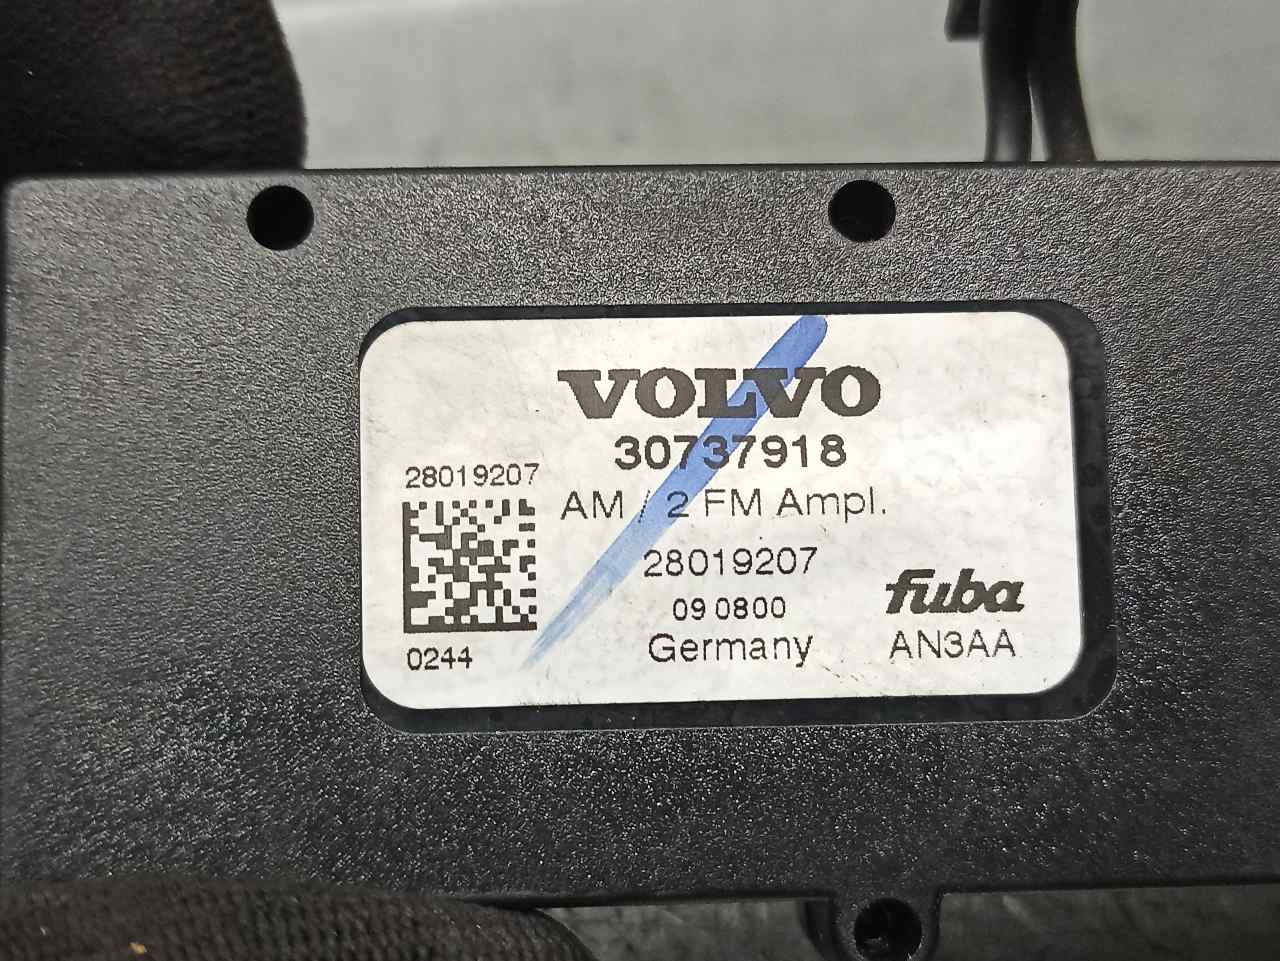 VOLVO
30737918
28019207
AM / 2 FM Ampl.
28019207
09 0800
fuba
0244
Germany
AN3AA